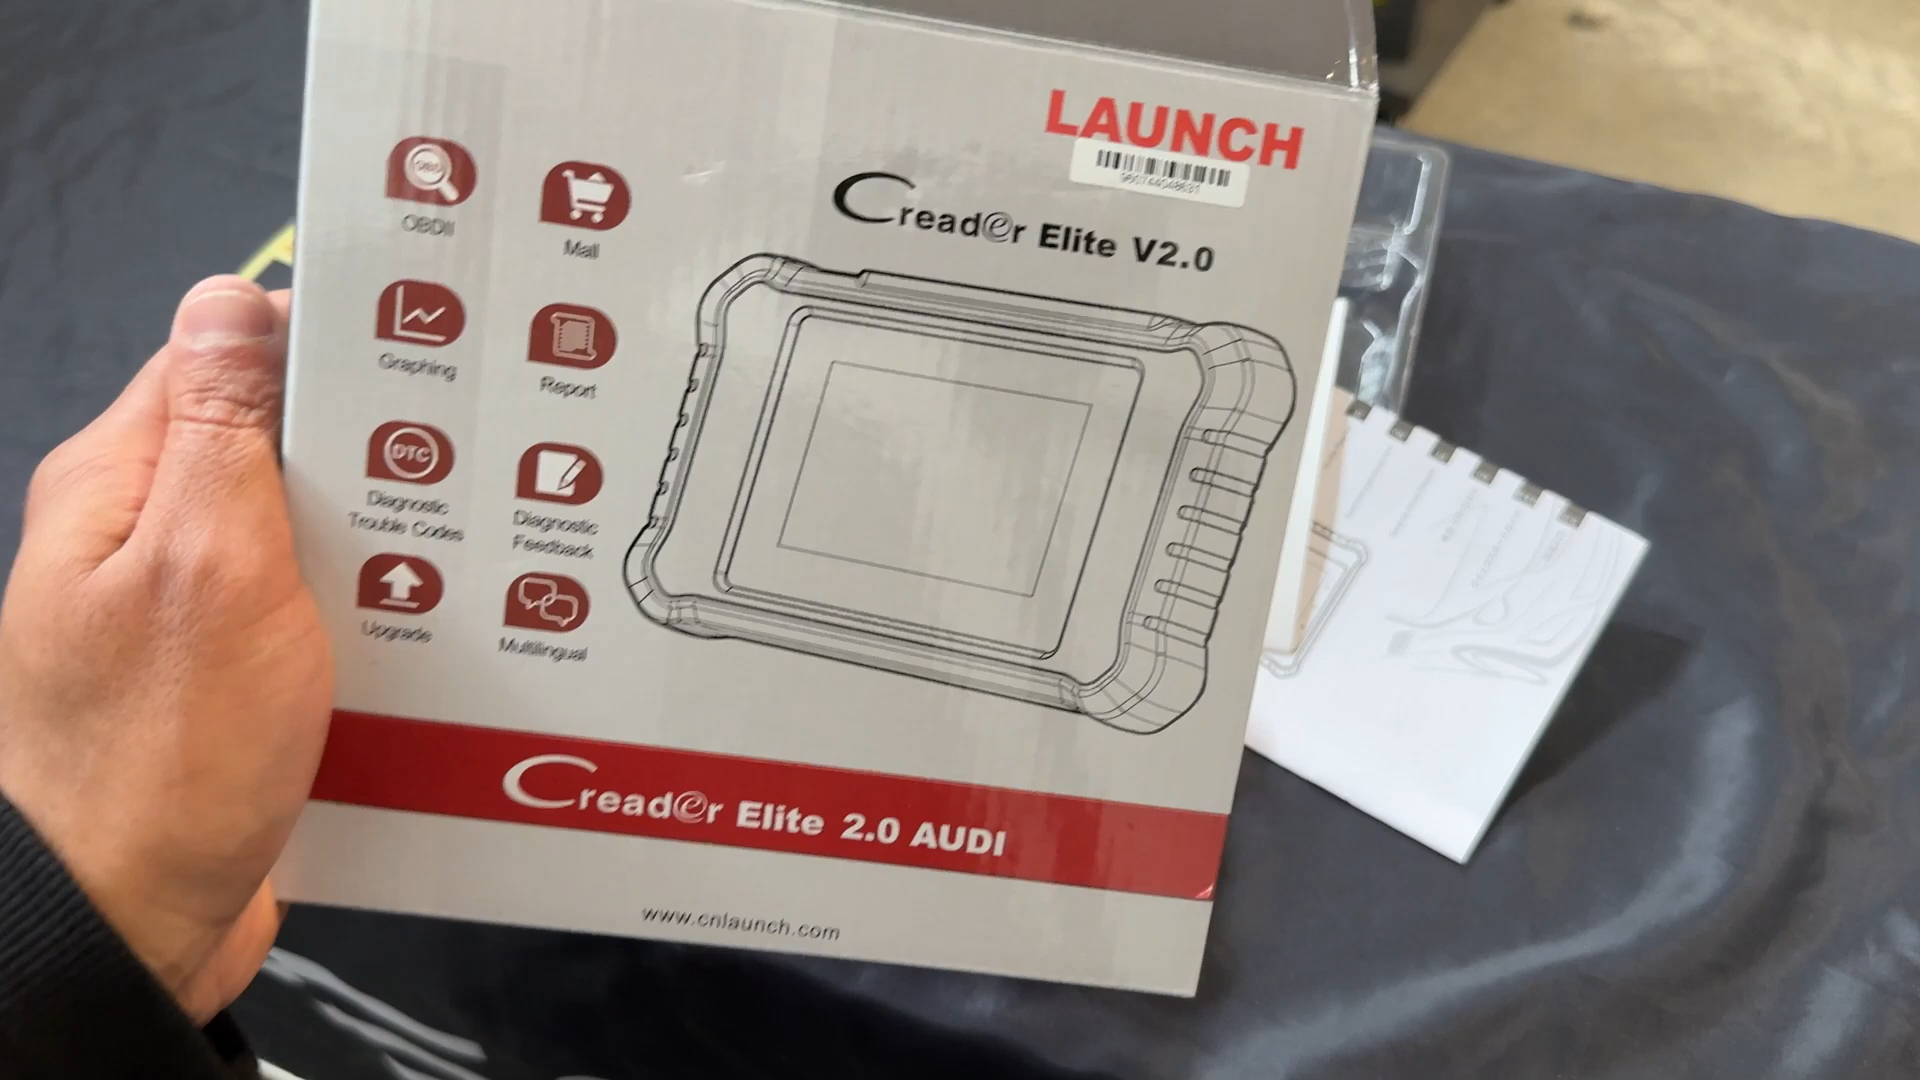 LAUNCH
Creader Elite V2.0
OBDII
Mall
Graphing
Report
DTC
Diagnostic
Trouble Codes
Diagnostic
Feedback
Upgrade
Multilingual
Creader Elite 2.0 AUDI
www.cnlaunch.com